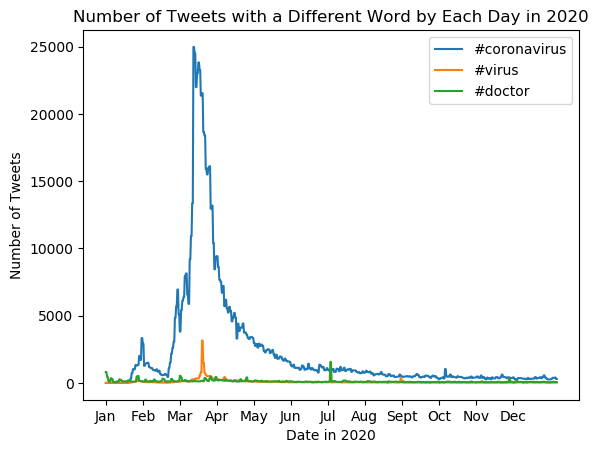 Number of Tweets with a Different Word by Each Day in 2020
25000
20000
15000
10000
5000
0
Number of Tweets
#coronavirus
#virus
#doctor
Jan Feb Mar Apr May Jun Jul Aug Sept Oct Nov Dec
Date in 2020